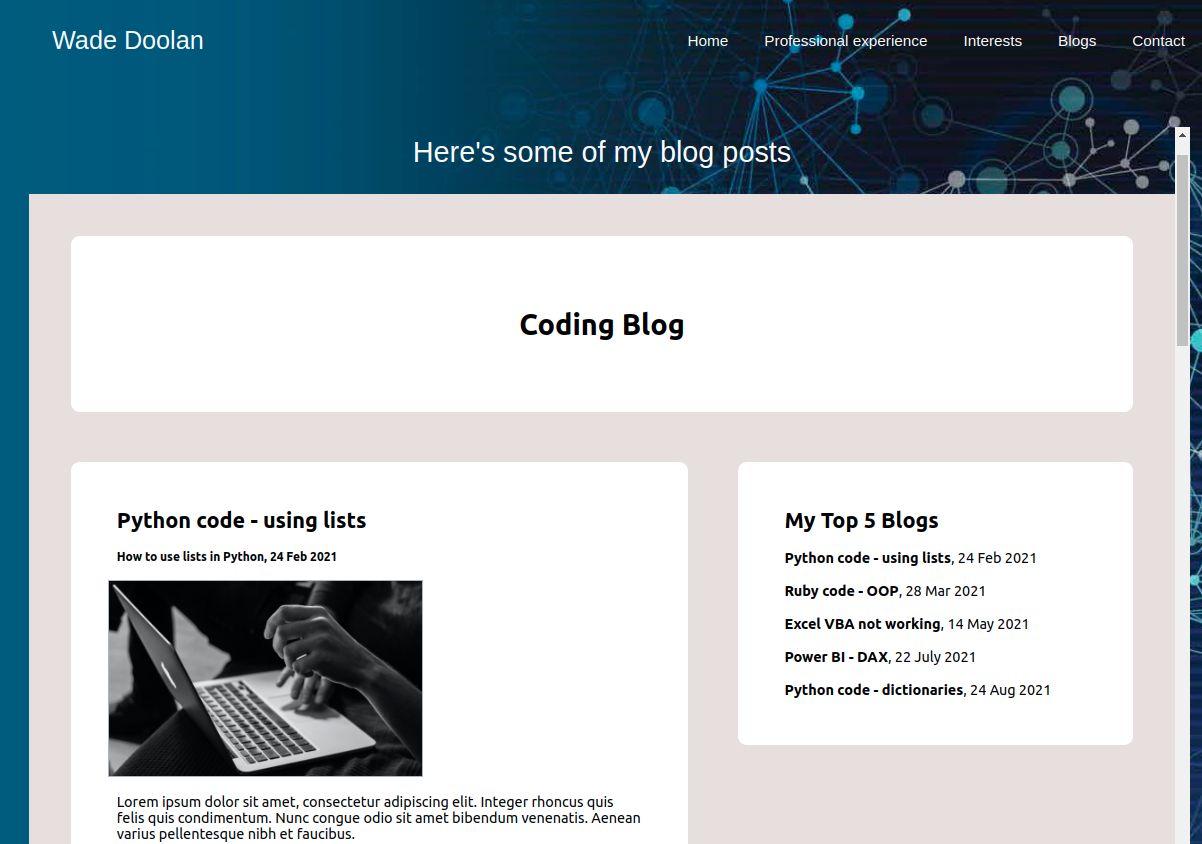 Wade Doolan
Home
Professional experience
Interests
Blogs
Contact
Here's some of my blog posts
Coding Blog
Python code - using lists
How to use lists in Python, 24 Feb 2021
Lorem ipsum dolor sit amet, consectetur adipiscing elit. Integer rhoncus quis
felis quis condimentum. Nunc congue odio sit amet bibendum venenatis. Aenean
varius pellentesque nibh et faucibus.
My Top 5 Blogs
Python code - using lists, 24 Feb 2021
Ruby code - OOP, 28 Mar 2021
Excel VBA not working, 14 May 2021
Power BI - DAX, 22 July 2021
Python code - dictionaries, 24 Aug 2021